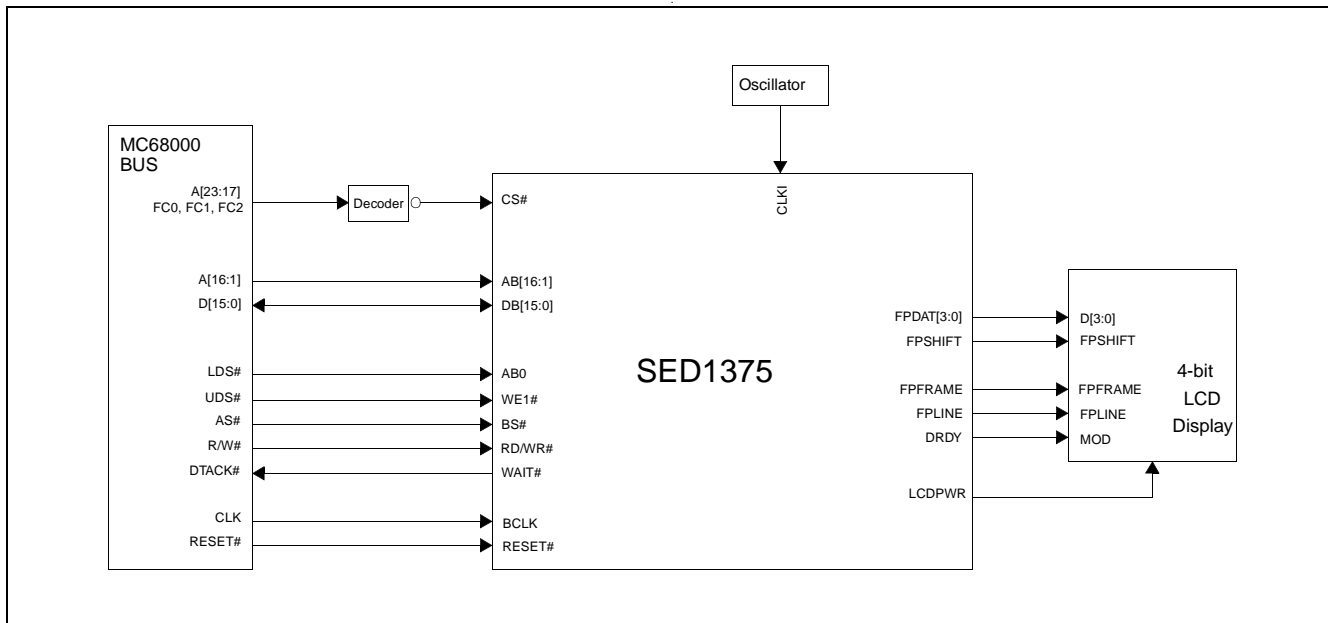 Oscillator
MC68000
BUS
A[23:17]
FC0, FC1, FC2
Decoder
CS#
CLKI
A[16:1]
AB[16:1]
D[15:0]
DB[15:0]
FPDAT[3:0]
D[3:0]
FPSHIFT
FPSHIFT
SED1375
LDS#
AB0
4-bit
LCD
Display
UDS#
WE1#
FPFRAME
FPFRAME
AS#
BS#
FPLINE
FPLINE
R/W#
RD/WR#
DRDY
MOD
DTACK#
WAIT#
LCDPWR
CLK
BCLK
RESET#
RESET#